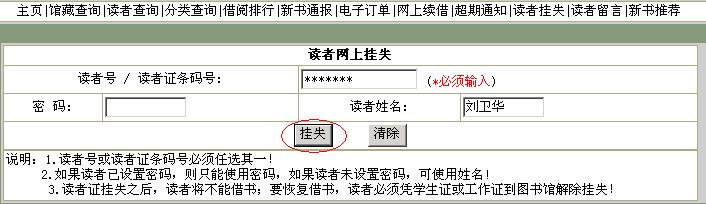 主页|馆藏查询|读者查询|分类查询|借阅排行|新书通报|电子订单|网上续借|超期通知|读者挂失|读者留言|新书推荐
读者网上挂失
读者号 / 读者证条码号： ******* (*必须输入)
密 码： 读者姓名： 刘卫华
挂失 清除
说明：1.读者号或读者证条码号必须任选其一！
2.如果读者已设置密码，则只能使用密码，如果读者未设置密码，可使用姓名！
3.读者证挂失之后，读者将不能借书；要恢复借书，读者必须凭学生证或工作证到图书馆解除挂失！